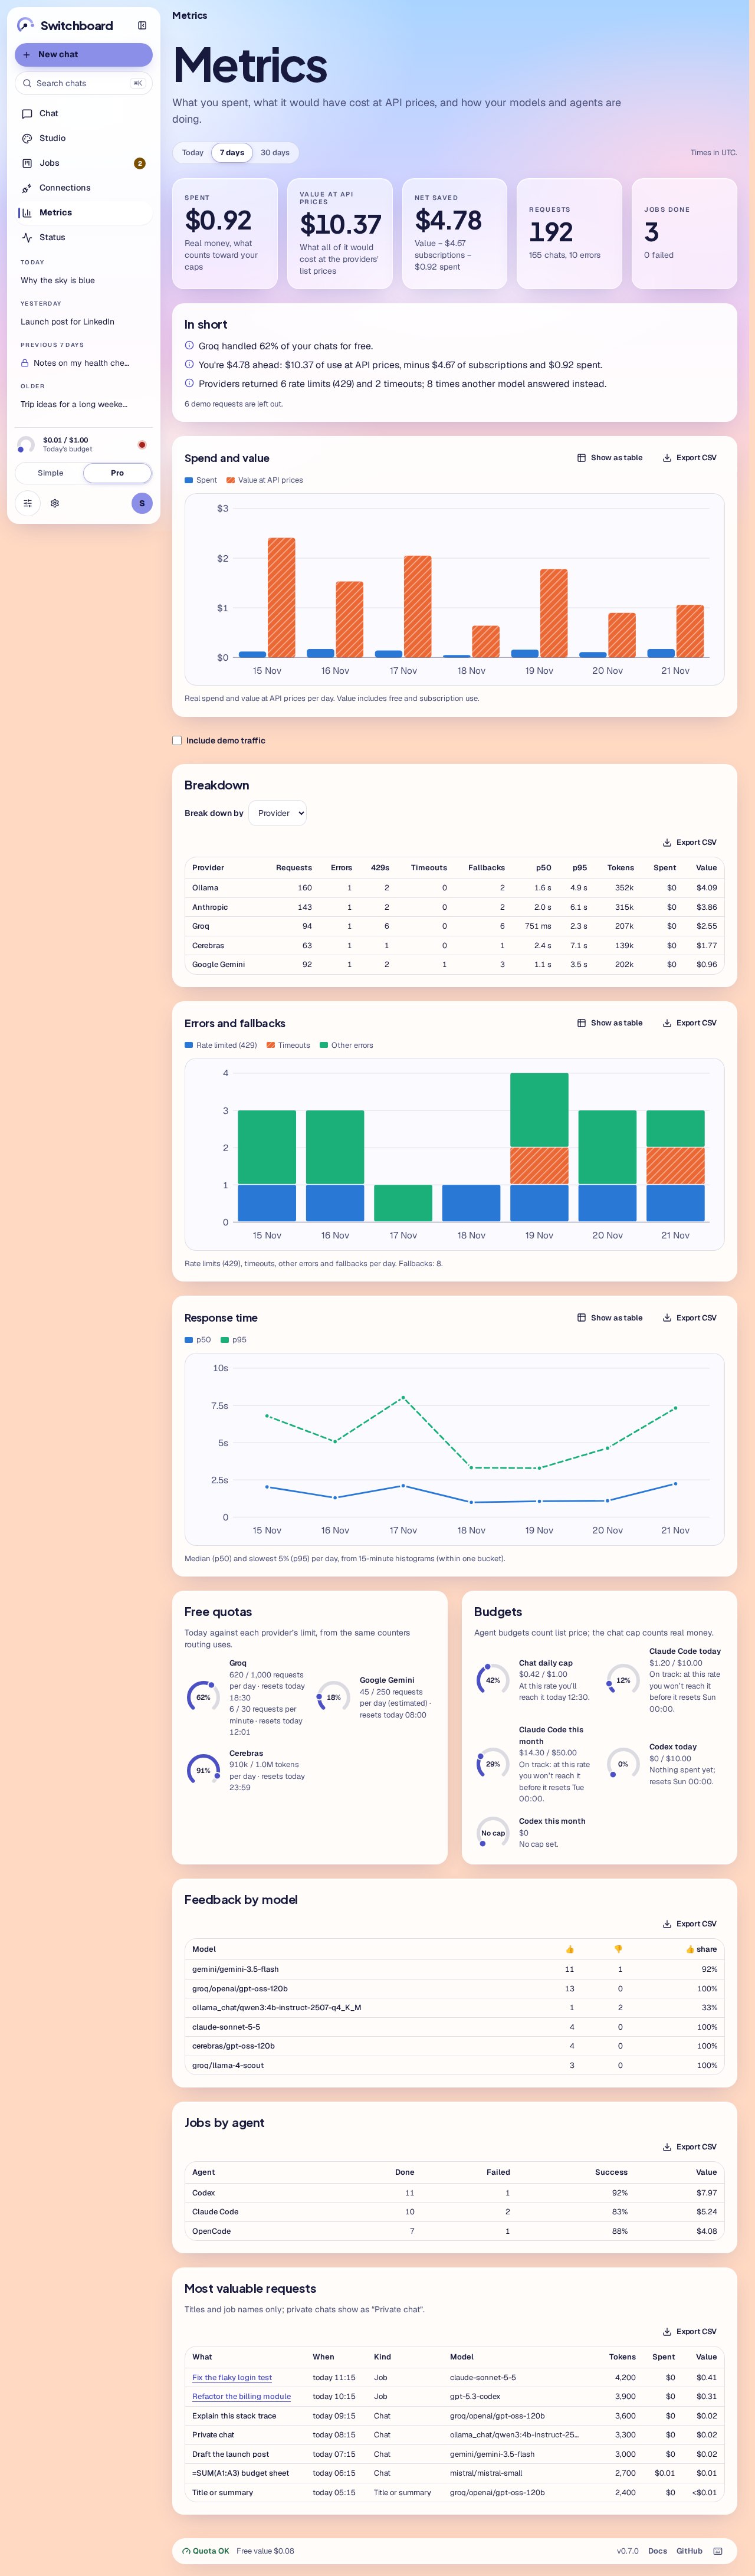 Switchboard
New chat
Search chats ⌘K
Chat
Studio
Jobs 2
Connections
Metrics
Status
TODAY
Why the sky is blue
YESTERDAY
Launch post for LinkedIn
PREVIOUS 7 DAYS
Notes on my health che...
OLDER
Trip ideas for a long weeke...
$0.01 / $1.00
Today's budget
Simple Pro
S
Metrics
Metrics
What you spent, what it would have cost at API prices, and how your models and agents are
doing.
Today 7 days 30 days
Times in UTC.
SPENT
$0.92
Real money, what
counts toward your
caps
VALUE AT API
PRICES
$10.37
What all of it would
cost at the providers'
list prices
NET SAVED
$4.78
Value − $4.67
subscriptions −
$0.92 spent
REQUESTS
192
165 chats, 10 errors
JOBS DONE
3
0 failed
In short
Groq handled 62% of your chats for free.
You're $4.78 ahead: $10.37 of use at API prices, minus $4.67 of subscriptions and $0.92 spent.
Providers returned 6 rate limits (429) and 2 timeouts; 8 times another model answered instead.
6 demo requests are left out.
Spend and value
Show as table Export CSV
Spent Value at API prices
$3
$2
$1
$0
15 Nov 16 Nov 17 Nov 18 Nov 19 Nov 20 Nov 21 Nov
Real spend and value at API prices per day. Value includes free and subscription use.
Include demo traffic
Breakdown
Break down by Provider
Export CSV
Provider Requests Errors 429s Timeouts Fallbacks p50 p95 Tokens Spent Value
Ollama 160 1 2 0 2 1.6 s 4.9 s 352k $0 $4.09
Anthropic 143 1 2 0 2 2.0 s 6.1 s 315k $0 $3.86
Groq 94 1 6 0 6 751 ms 2.3 s 207k $0 $2.55
Cerebras 63 1 1 0 1 2.4 s 7.1 s 139k $0 $1.77
Google Gemini 92 1 2 1 3 1.1 s 3.5 s 202k $0 $0.96
Errors and fallbacks
Show as table Export CSV
Rate limited (429) Timeouts Other errors
4
3
2
1
0
15 Nov 16 Nov 17 Nov 18 Nov 19 Nov 20 Nov 21 Nov
Rate limits (429), timeouts, other errors and fallbacks per day. Fallbacks: 8.
Response time
Show as table Export CSV
p50 p95
10s
7.5s
5s
2.5s
0
15 Nov 16 Nov 17 Nov 18 Nov 19 Nov 20 Nov 21 Nov
Median (p50) and slowest 5% (p95) per day, from 15-minute histograms (within one bucket).
Free quotas
Today against each provider's limit, from the same counters
routing uses.
62%
Groq
620 / 1,000 requests
per day · resets today
18:30
6 / 30 requests per
minute · resets today
12:01
18%
Google Gemini
45 / 250 requests
per day (estimated) ·
resets today 08:00
91%
Cerebras
910k / 1.0M tokens
per day · resets today
23:59
Budgets
Agent budgets count list price; the chat cap counts real money.
42%
Chat daily cap
$0.42 / $1.00
At this rate you'll
reach it today 12:30.
12%
Claude Code today
$1.20 / $10.00
On track: at this rate
you won't reach it
before it resets Sun
00:00.
29%
Claude Code this
month
$14.30 / $50.00
On track: at this rate
you won't reach it
before it resets Tue
00:00.
0%
Codex today
$0 / $10.00
Nothing spent yet;
resets Sun 00:00.
No cap
Codex this month
$0
No cap set.
Feedback by model
Export CSV
Model 👍 👎 👍 share
gemini/gemini-3.5-flash 11 1 92%
groq/openai/gpt-oss-120b 13 0 100%
ollama_chat/qwen3:4b-instruct-2507-q4_K_M 1 2 33%
claude-sonnet-5-5 4 0 100%
cerebras/gpt-oss-120b 4 0 100%
groq/llama-4-scout 3 0 100%
Jobs by agent
Export CSV
Agent Done Failed Success Value
Codex 11 1 92% $7.97
Claude Code 10 2 83% $5.24
OpenCode 7 1 88% $4.08
Most valuable requests
Titles and job names only; private chats show as "Private chat".
Export CSV
What When Kind Model Tokens Spent Value
Fix the flaky login test today 11:15 Job claude-sonnet-5-5 4,200 $0 $0.41
Refactor the billing module today 10:15 Job gpt-5.3-codex 3,900 $0 $0.31
Explain this stack trace today 09:15 Chat groq/openai/gpt-oss-120b 3,600 $0 $0.02
Private chat today 08:15 Chat ollama_chat/qwen3:4b-instruct-25... 3,300 $0 $0.02
Draft the launch post today 07:15 Chat gemini/gemini-3.5-flash 3,000 $0 $0.02
=SUM(A1:A3) budget sheet today 06:15 Chat mistral/mistral-small 2,700 $0.01 $0.01
Title or summary today 05:15 Title or summary groq/openai/gpt-oss-120b 2,400 $0 <$0.01
Quota OK Free value $0.08
v0.7.0 Docs GitHub